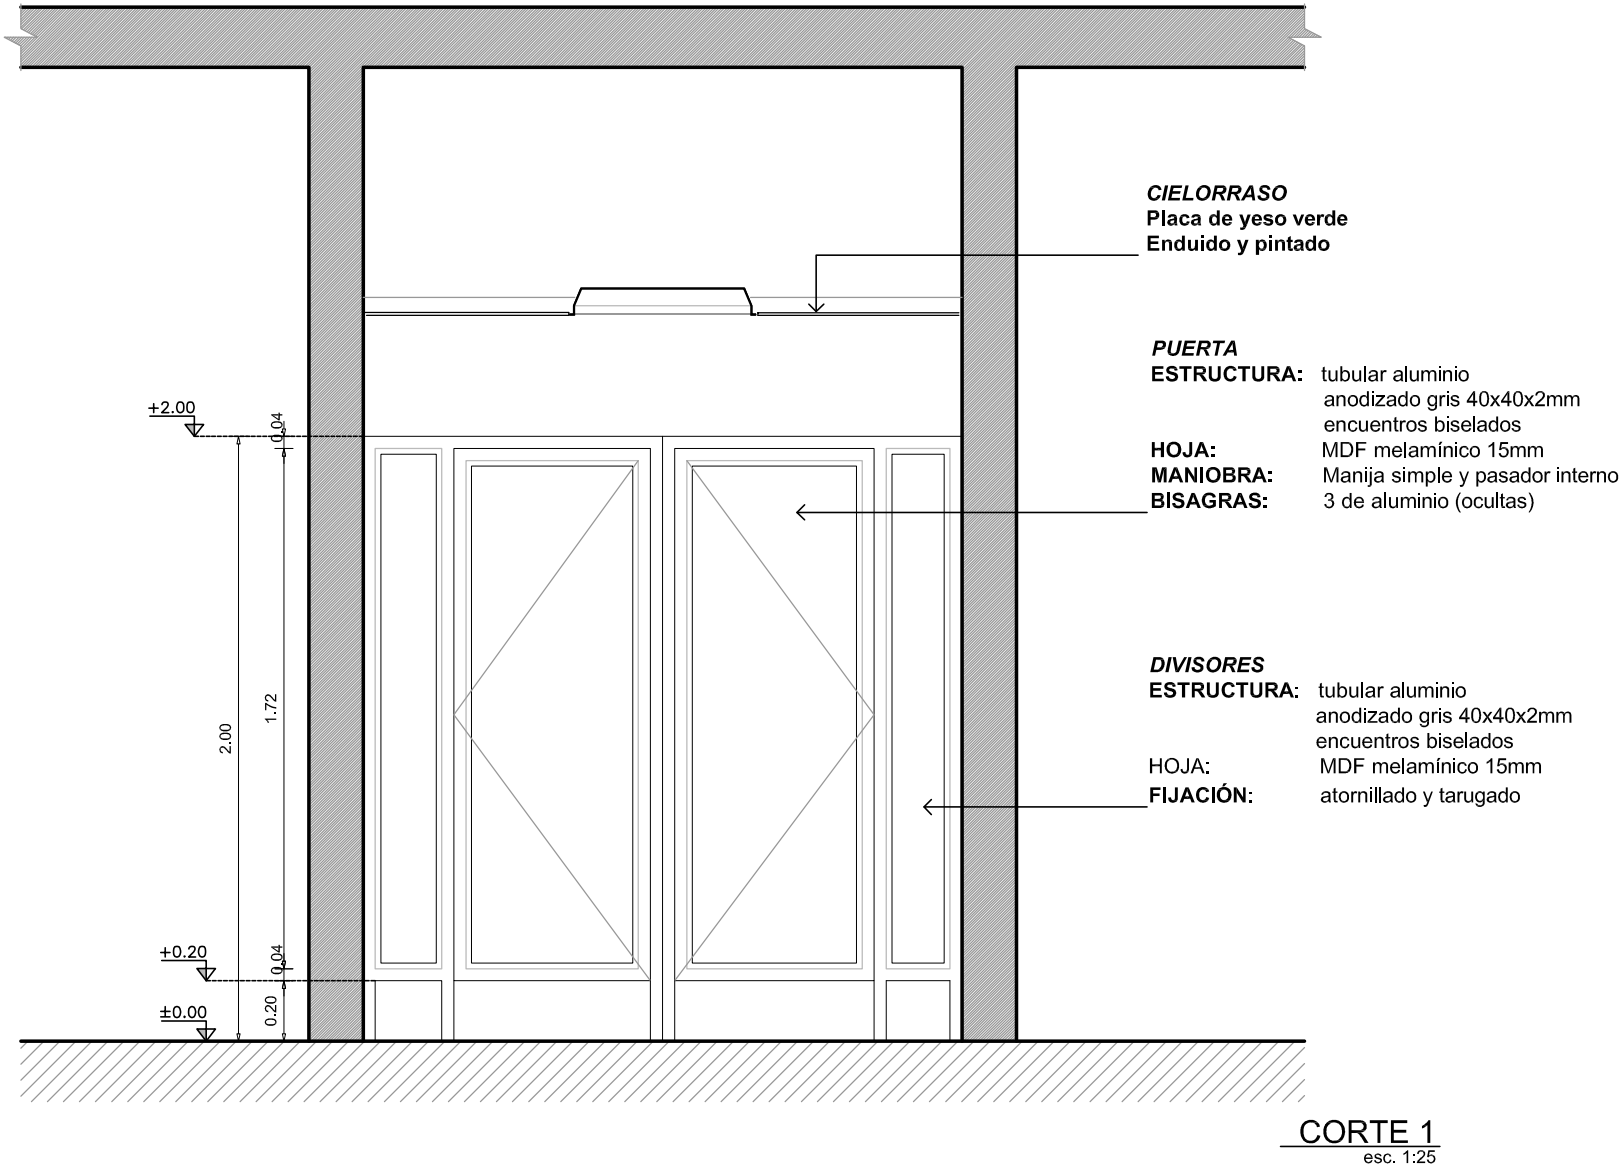 CIELORRASO
Placa de yeso verde
Enduido y pintado
PUERTA
ESTRUCTURA: tubular aluminio
anodizado gris 40x40x2mm
encuentros biselados
HOJA: MDF melamínico 15mm
MANIOBRA: Manija simple y pasador interno
BISAGRAS: 3 de aluminio (ocultas)
DIVISORES
ESTRUCTURA: tubular aluminio
anodizado gris 40x40x2mm
encuentros biselados
HOJA: MDF melamínico 15mm
FIJACIÓN: atornillado y tarugado
+2.00
0.04
1.72
2.00
+0.20
0.04
0.20
±0.00
CORTE 1
esc. 1:25